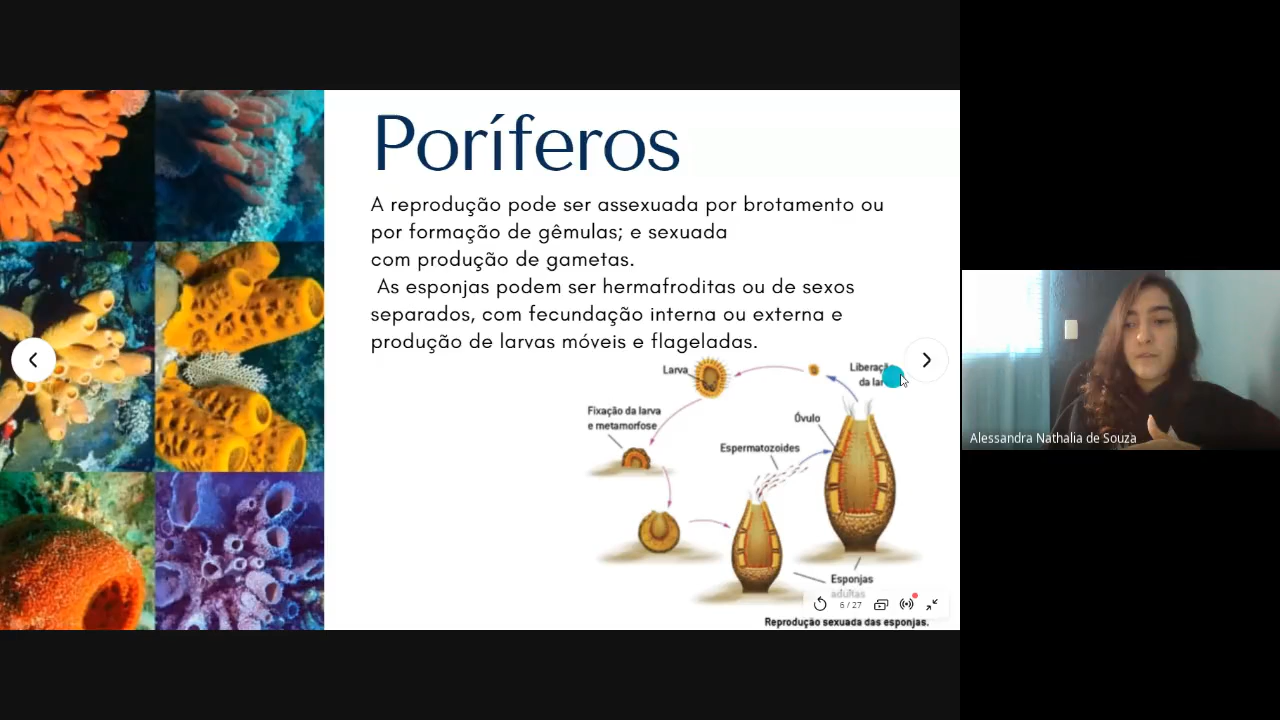 Poríferos
A reprodução pode ser assexuada por brotamento ou
por formação de gêmulas; e sexuada
com produção de gametas.
As esponjas podem ser hermafroditas ou de sexos
separados, com fecundação interna ou externa e
produção de larvas móveis e flageladas.
Larva
da
Fixação da larva
e metamorfose
Óvulo
Espermatozoides
Esponjas
adultas
6 / 27
Reprodução sexuada das esponjas.
Alessandra Nathalia de Souza